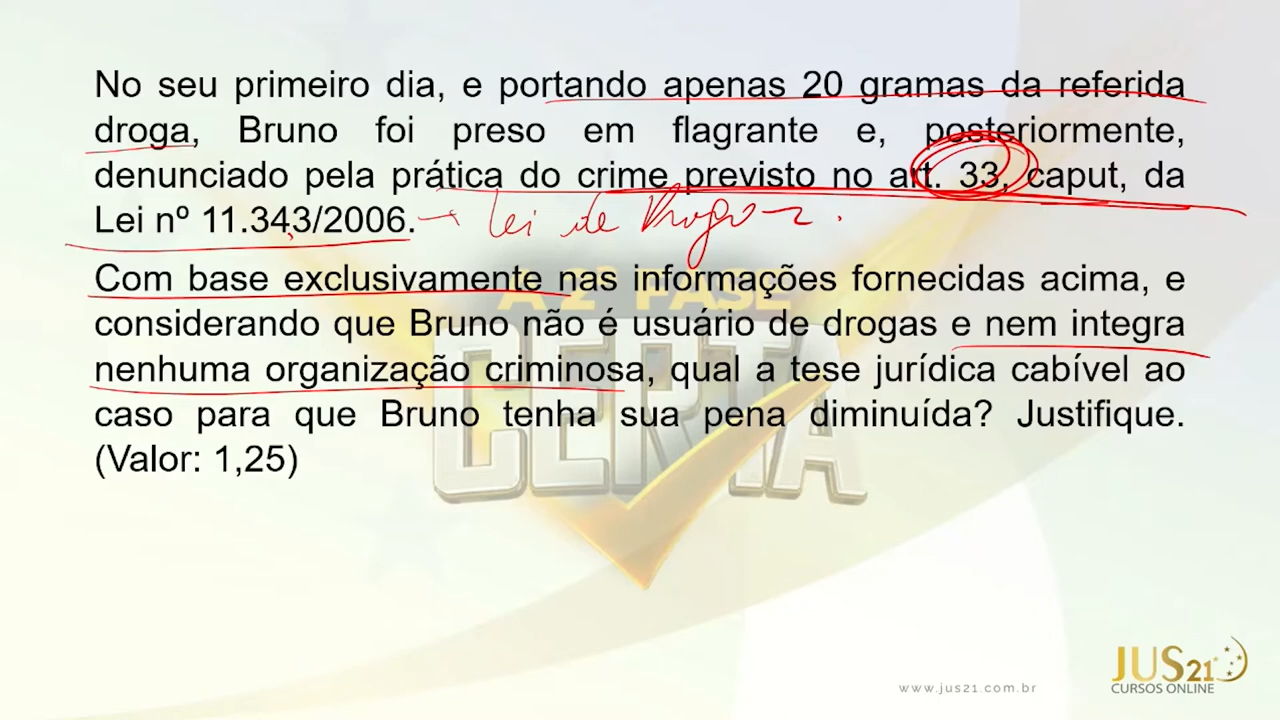 No seu primeiro dia, e portando apenas 20 gramas da referida
droga, Bruno foi preso em flagrante e, posteriormente,
denunciado pela prática do crime previsto no art. 33, caput, da
Lei nº 11.343/2006. → lei de Drogas.
Com base exclusivamente nas informações fornecidas acima, e
considerando que Bruno não é usuário de drogas e nem integra
nenhuma organização criminosa, qual a tese jurídica cabível ao
caso para que Bruno tenha sua pena diminuída? Justifique.
(Valor: 1,25)
A 2ª FASE
CERTA
JUS21
CURSOS ONLINE
www.jus21.com.br